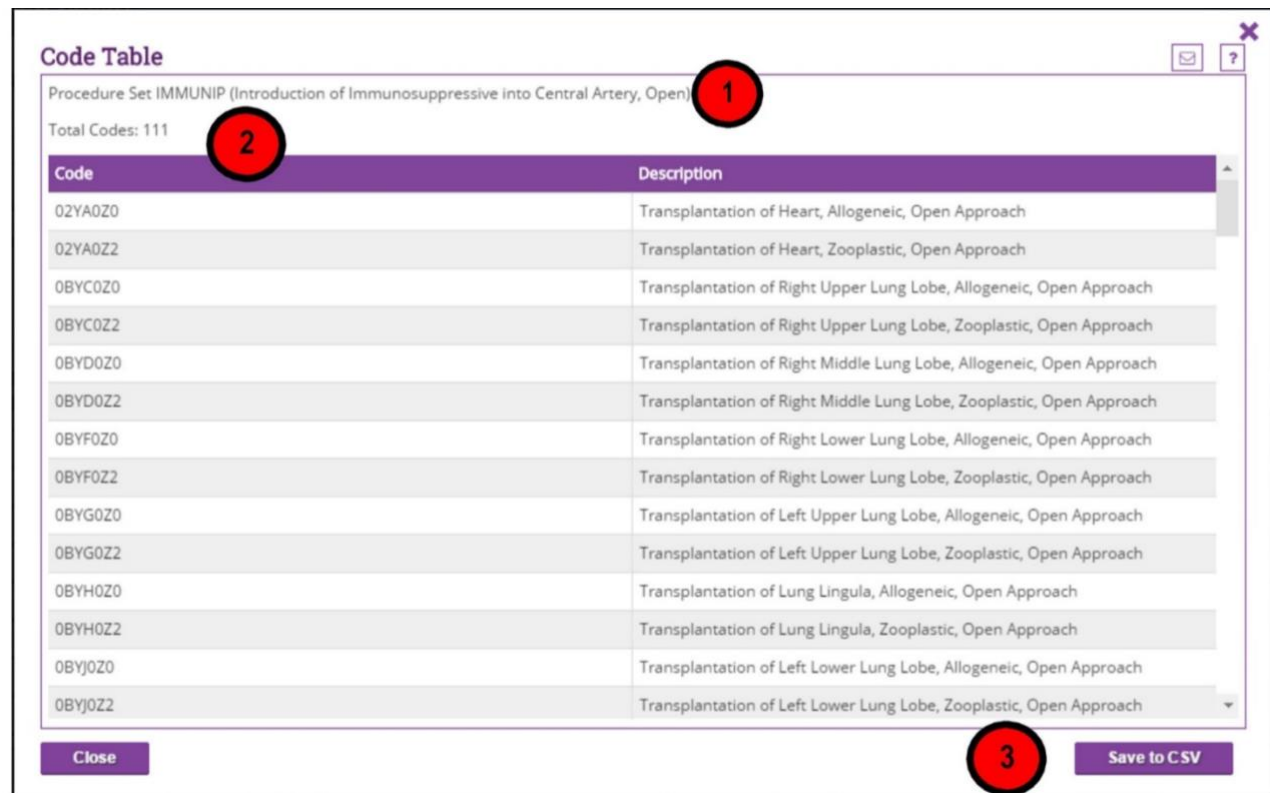 Code Table
?
Procedure Set IMMUNIP (Introduction of Immunosuppressive into Central Artery, Open)
1
Total Codes: 111
2
Code Description
02YA0Z0 Transplantation of Heart, Allogeneic, Open Approach
02YA0Z2 Transplantation of Heart, Zooplastic, Open Approach
0BYC0Z0 Transplantation of Right Upper Lung Lobe, Allogeneic, Open Approach
0BYC0Z2 Transplantation of Right Upper Lung Lobe, Zooplastic, Open Approach
0BYD0Z0 Transplantation of Right Middle Lung Lobe, Allogeneic, Open Approach
0BYD0Z2 Transplantation of Right Middle Lung Lobe, Zooplastic, Open Approach
0BYF0Z0 Transplantation of Right Lower Lung Lobe, Allogeneic, Open Approach
0BYF0Z2 Transplantation of Right Lower Lung Lobe, Zooplastic, Open Approach
0BYG0Z0 Transplantation of Left Upper Lung Lobe, Allogeneic, Open Approach
0BYG0Z2 Transplantation of Left Upper Lung Lobe, Zooplastic, Open Approach
0BYH0Z0 Transplantation of Lung Lingula, Allogeneic, Open Approach
0BYH0Z2 Transplantation of Lung Lingula, Zooplastic, Open Approach
0BYJ0Z0 Transplantation of Left Lower Lung Lobe, Allogeneic, Open Approach
0BYJ0Z2 Transplantation of Left Lower Lung Lobe, Zooplastic, Open Approach
Close
3
Save to CSV